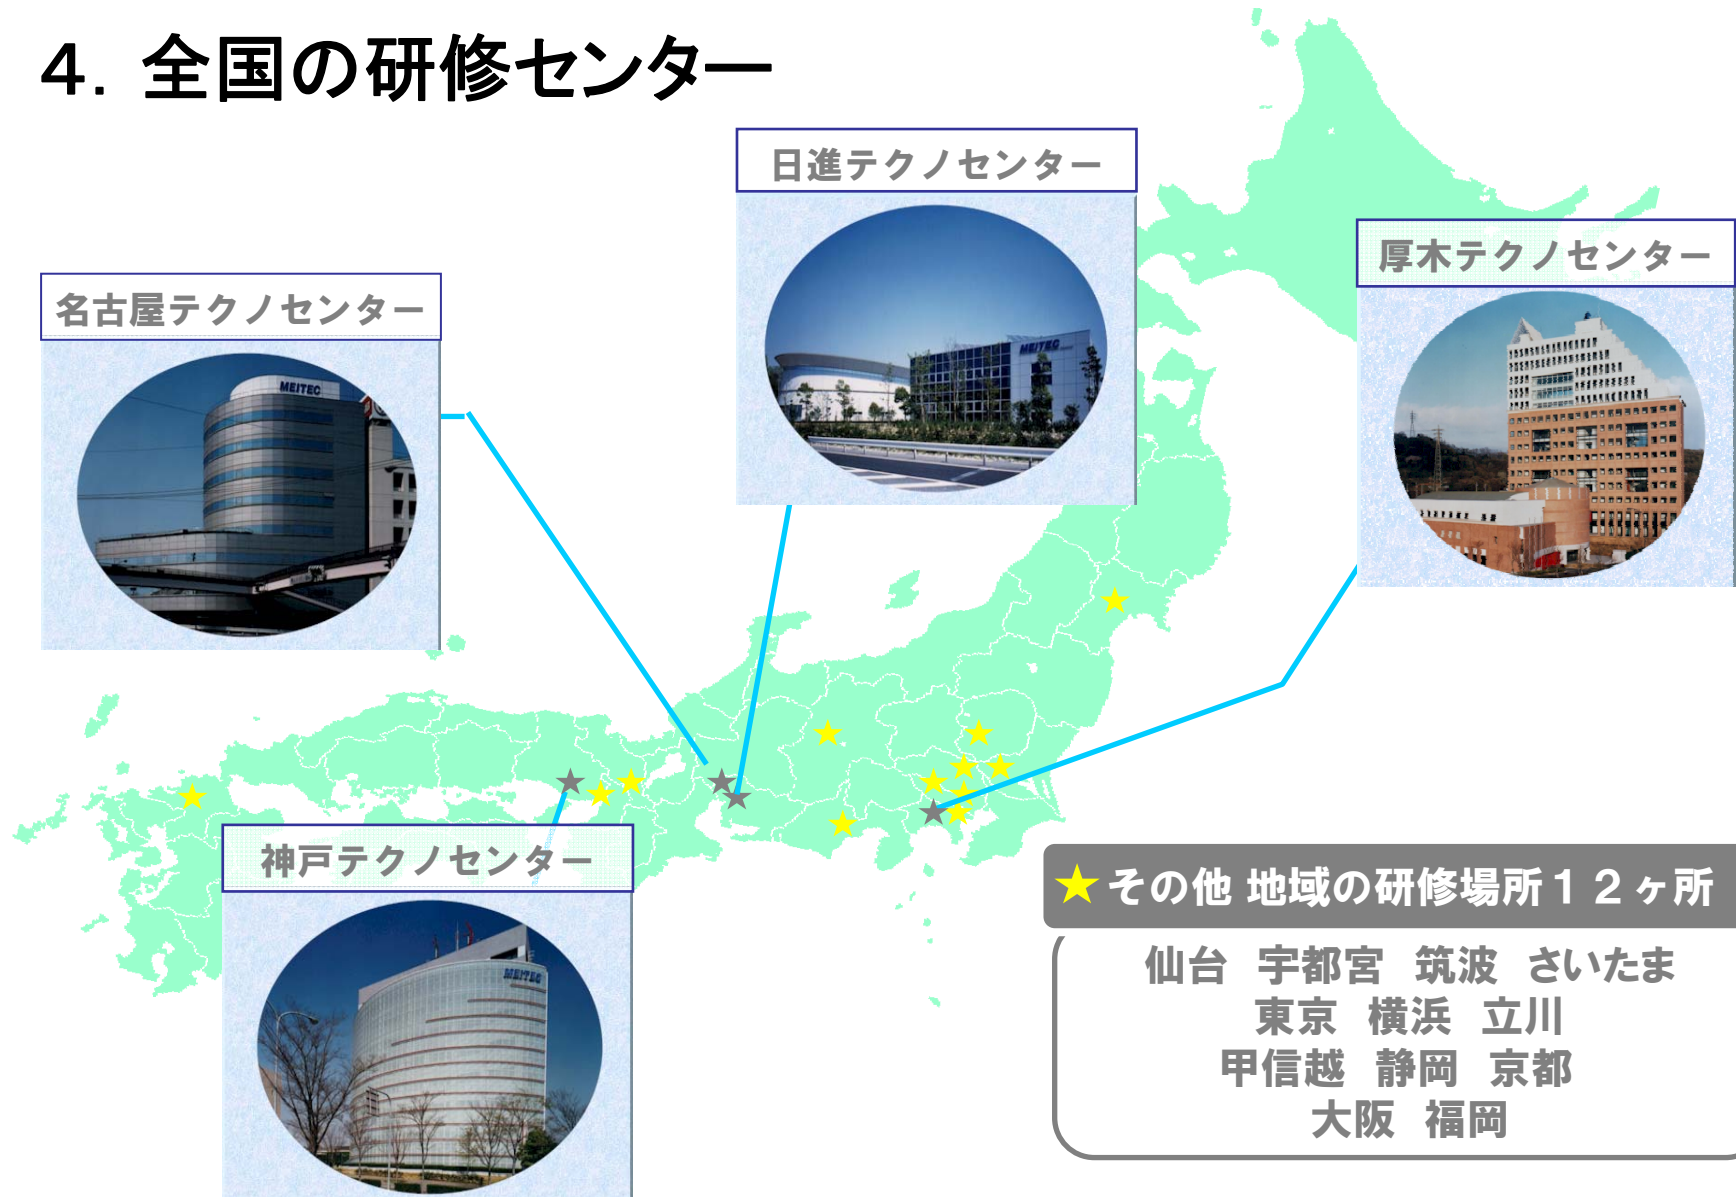 ４．全国の研修センター
日進テクノセンター
厚木テクノセンター
名古屋テクノセンター
MEITEC
MEITEC
神戸テクノセンター
MEITEC
★その他 地域の研修場所１２ヶ所
仙台 宇都宮 筑波 さいたま
東京 横浜 立川
甲信越 静岡 京都
大阪 福岡